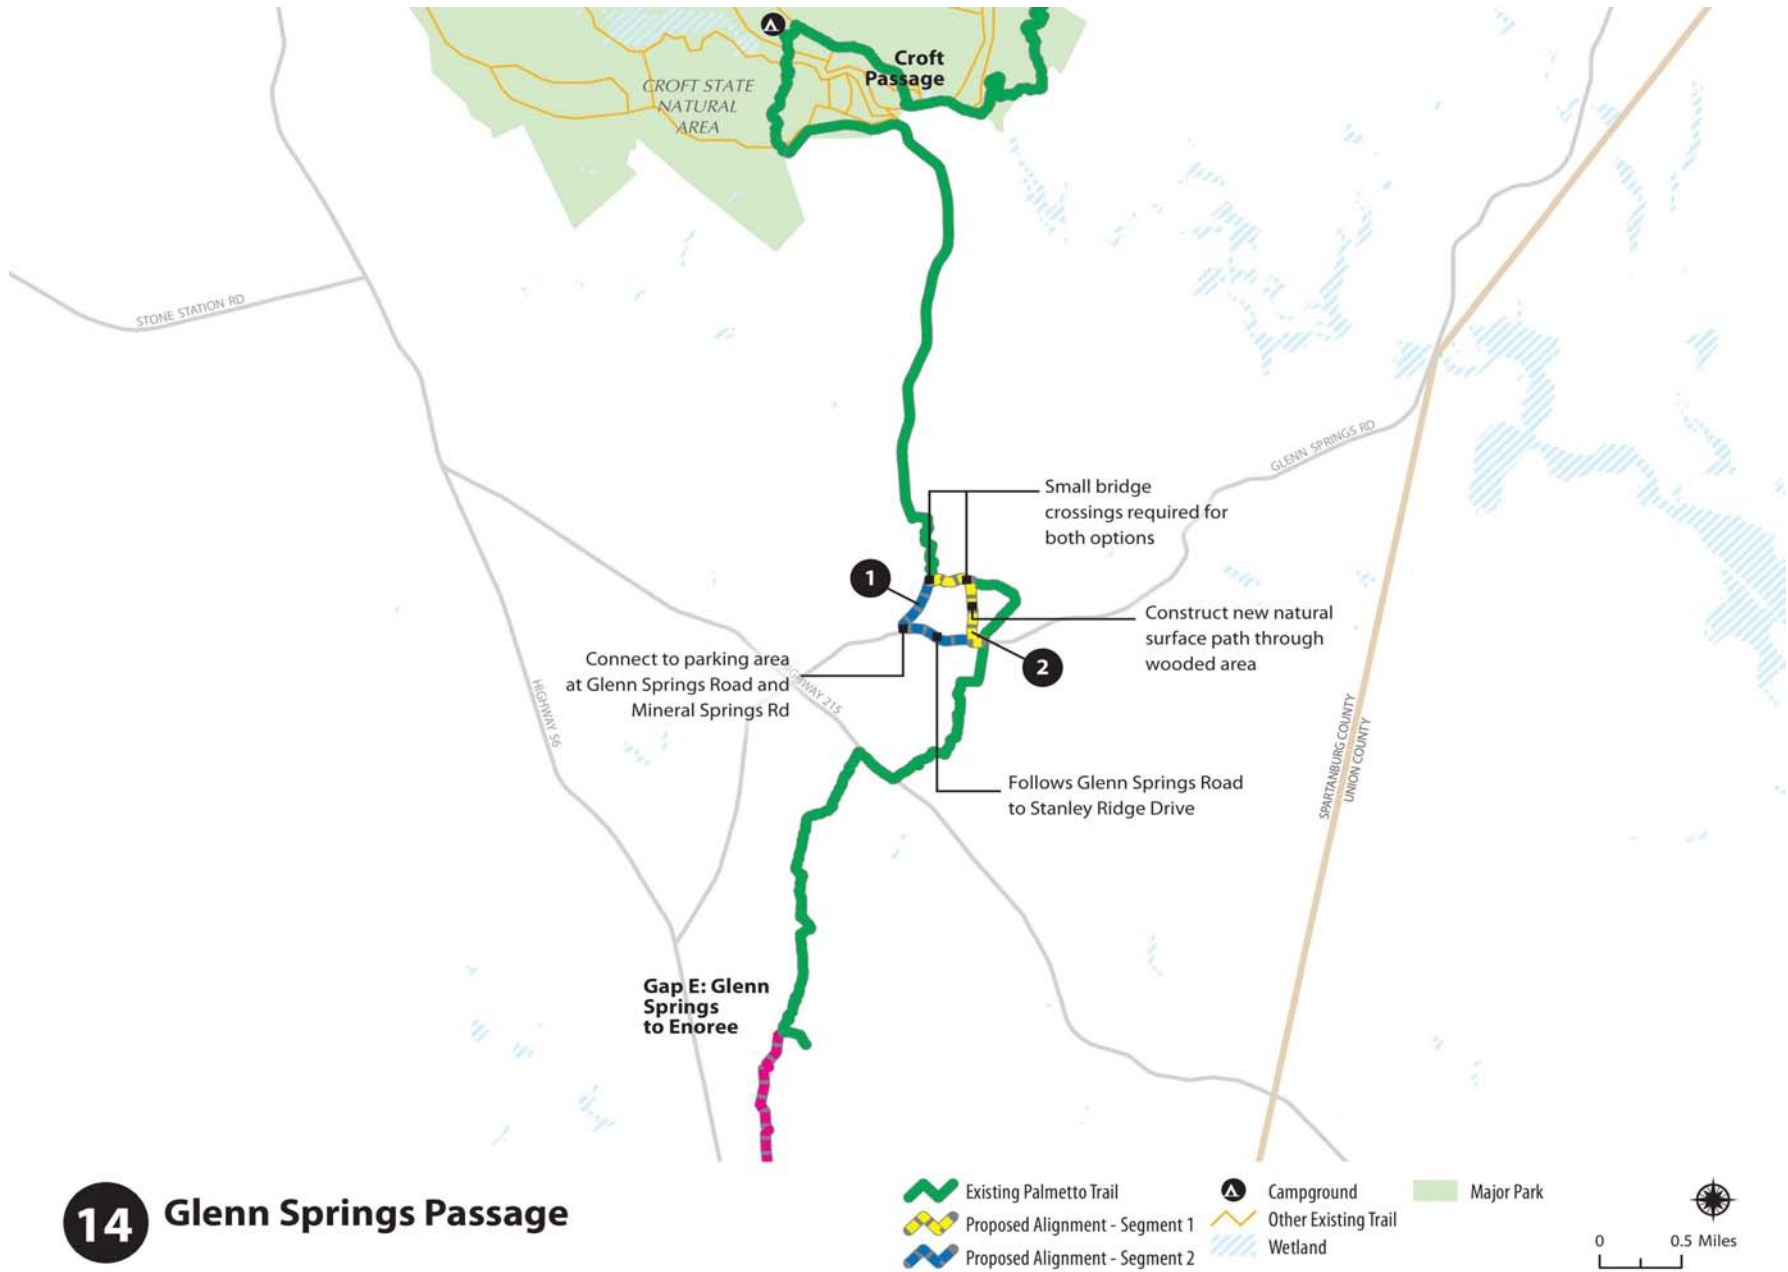 Croft
Passage
CROFT STATE
NATURAL
AREA
STONE STATION RD
GLENN SPRINGS RD
Small bridge
crossings required for
both options
1
Construct new natural
surface path through
wooded area
2
Connect to parking area
at Glenn Springs Road and
Mineral Springs Rd
HIGHWAY 215
HIGHWAY 56
SPARTANBURG COUNTY
UNION COUNTY
Follows Glenn Springs Road
to Stanley Ridge Drive
Gap E: Glenn
Springs
to Enoree
14 Glenn Springs Passage
Existing Palmetto Trail
Proposed Alignment - Segment 1
Proposed Alignment - Segment 2
Campground
Other Existing Trail
Wetland
Major Park
0 0.5 Miles